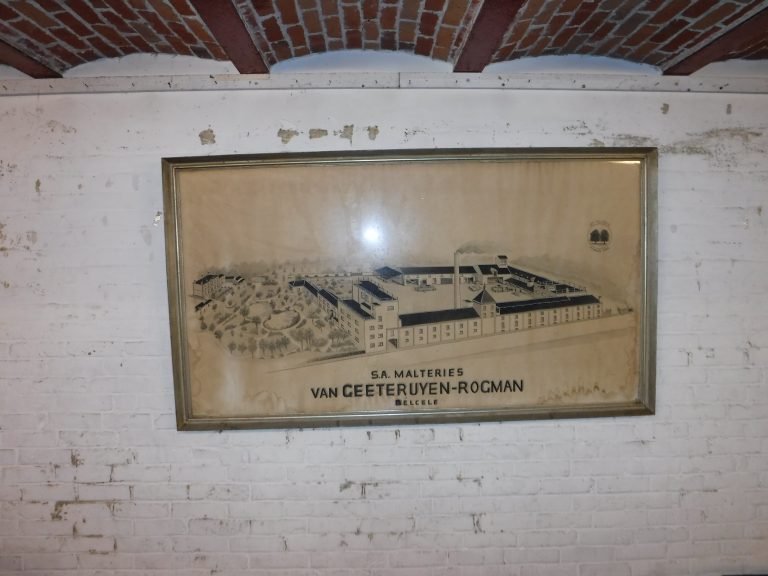 S.A. MALTERIES
VAN GEETERUYEN-ROGMAN
BELCELE